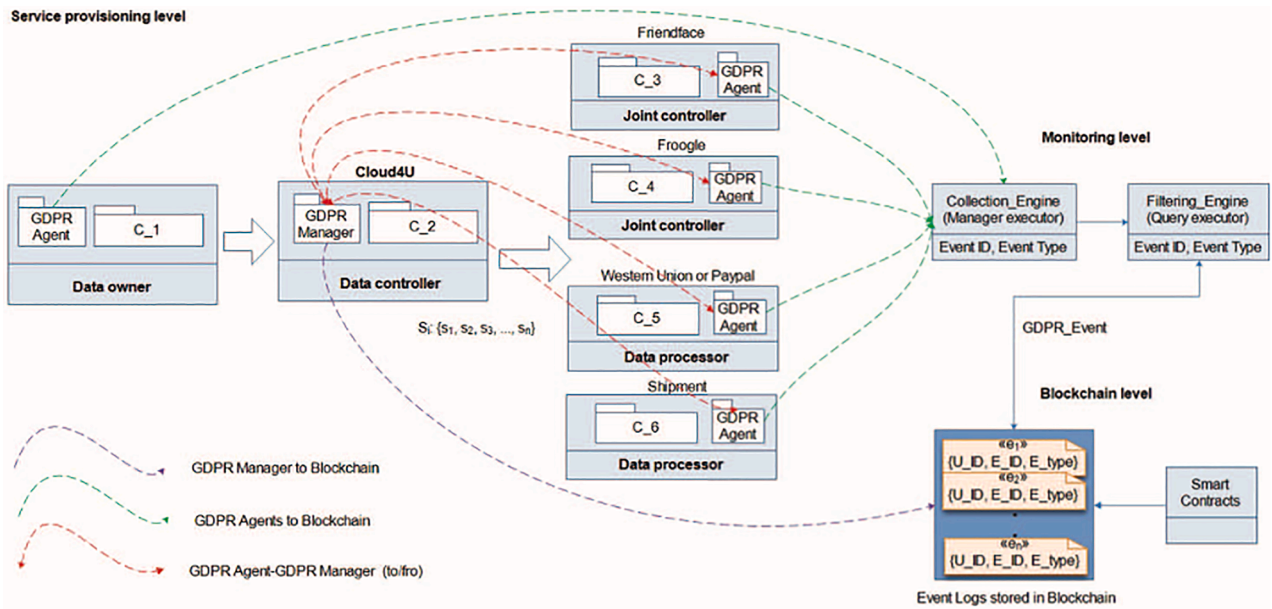 Service provisioning level
Friendface
C_3
GDPR
Agent
Joint controller
Froogle
C_4
GDPR
Agent
Joint controller
Monitoring level
Cloud4U
GDPR
Agent
C_1
Data owner
GDPR
Manager
C_2
Data controller
Collection_Engine
(Manager executor)
Event ID, Event Type
Filtering_Engine
(Query executor)
Event ID, Event Type
Western Union or Paypal
C_5
GDPR
Agent
Data processor
Si: {s1, s2, s3, ..., sn}
GDPR_Event
Shipment
C_6
GDPR
Agent
Data processor
Blockchain level
«e1»
{U_ID, E_ID, E_type}
«e2»
{U_ID, E_ID, E_type}
«en»
{U_ID, E_ID, E_type}
Smart
Contracts
Event Logs stored in Blockchain
GDPR Manager to Blockchain
GDPR Agents to Blockchain
GDPR Agent-GDPR Manager (to/fro)